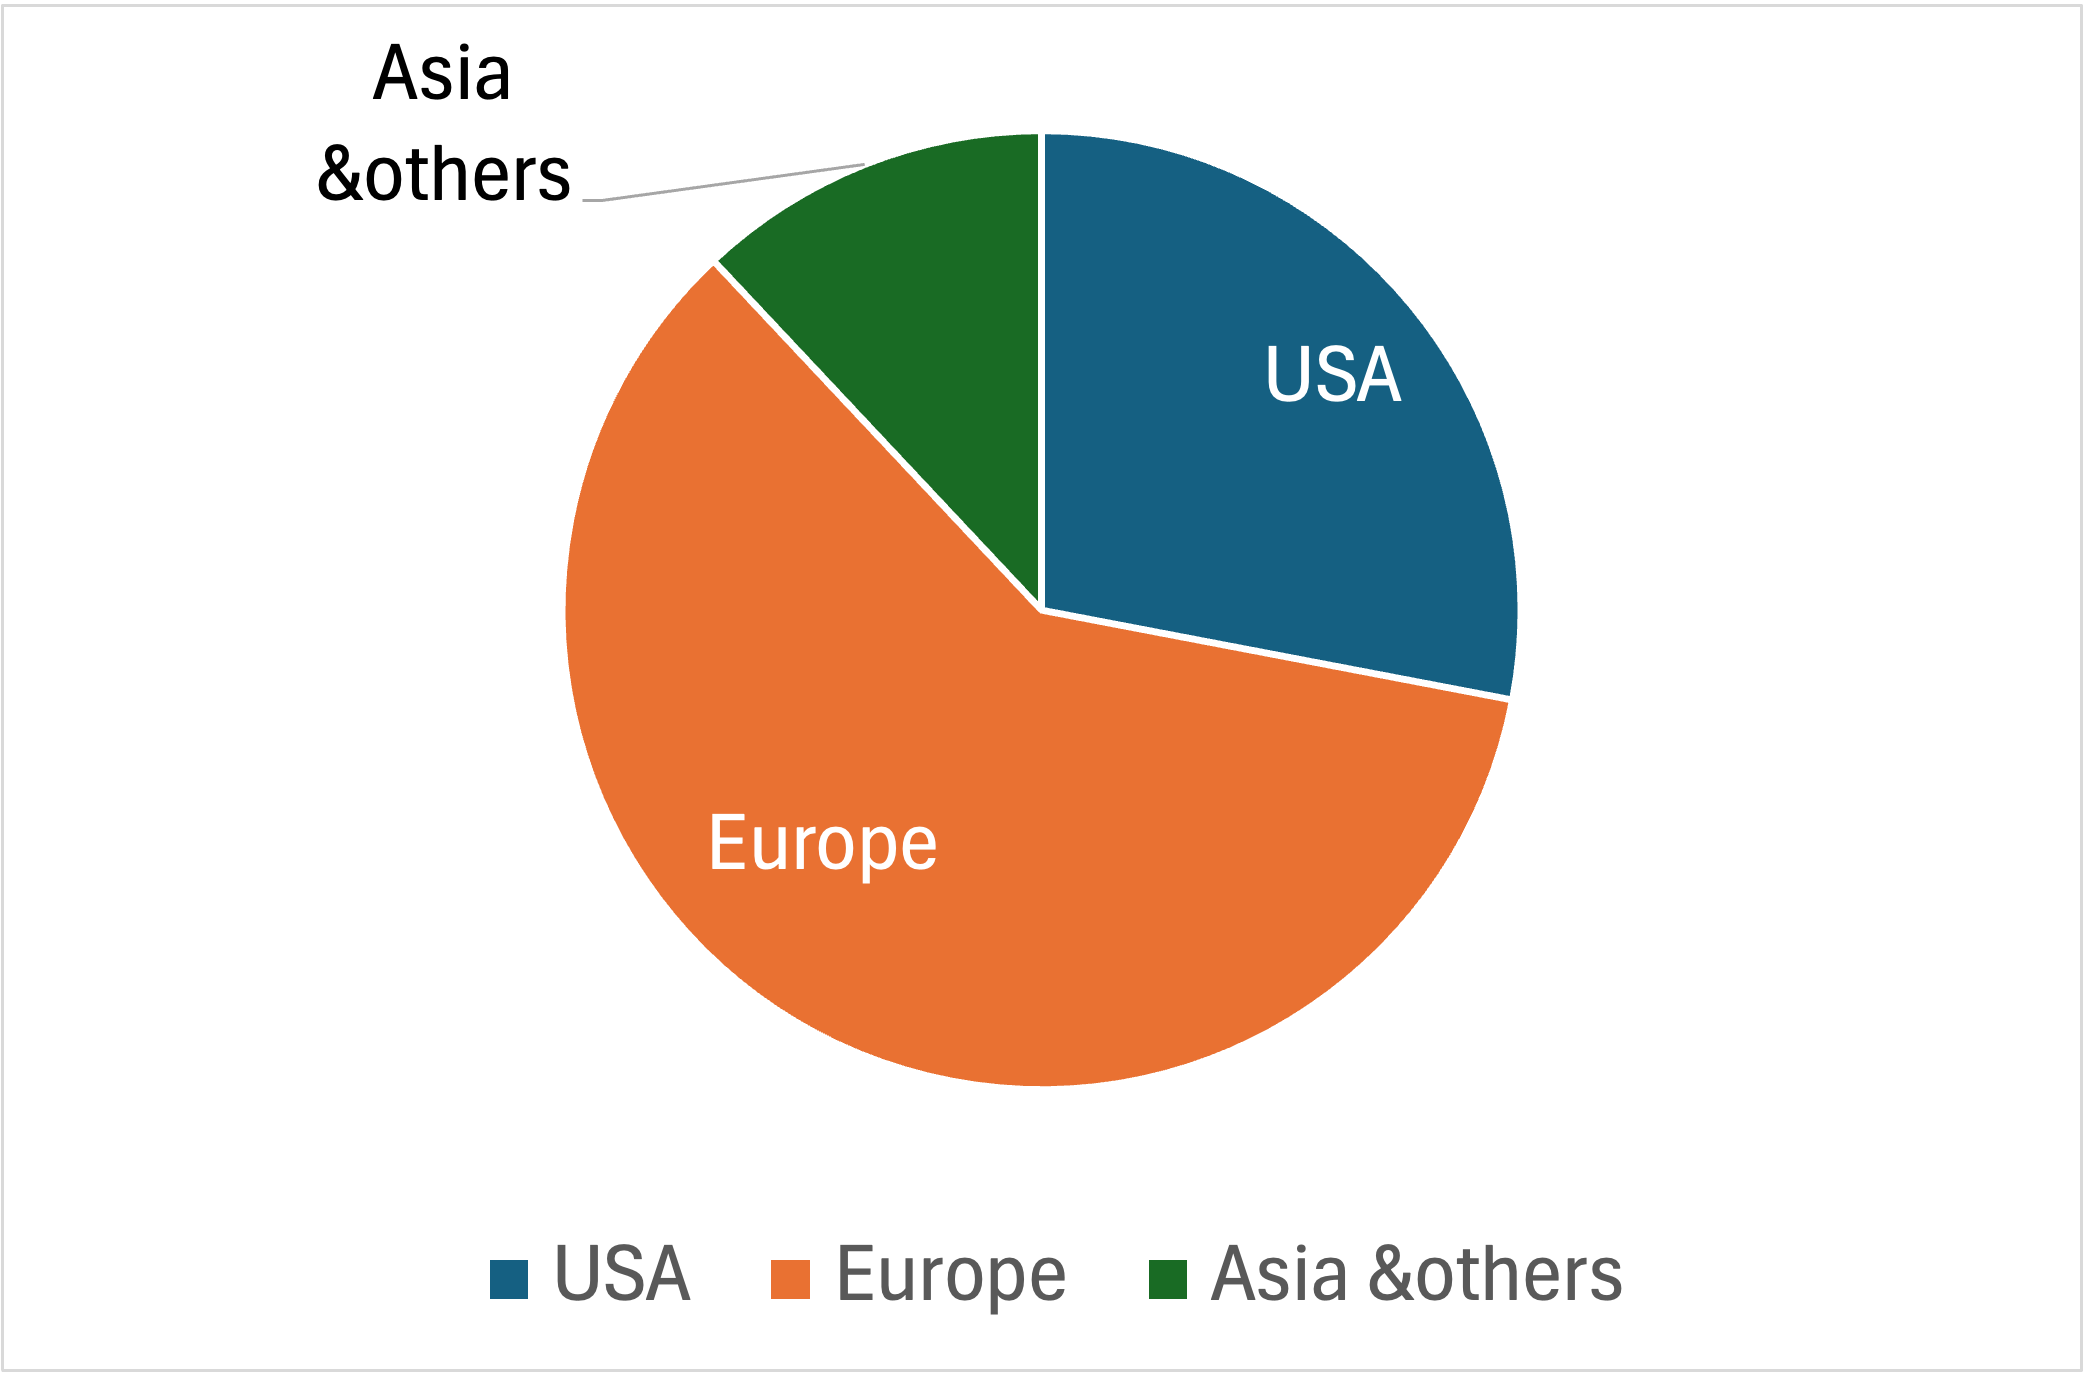 Asia
&others
USA
Europe
USA Europe Asia &others